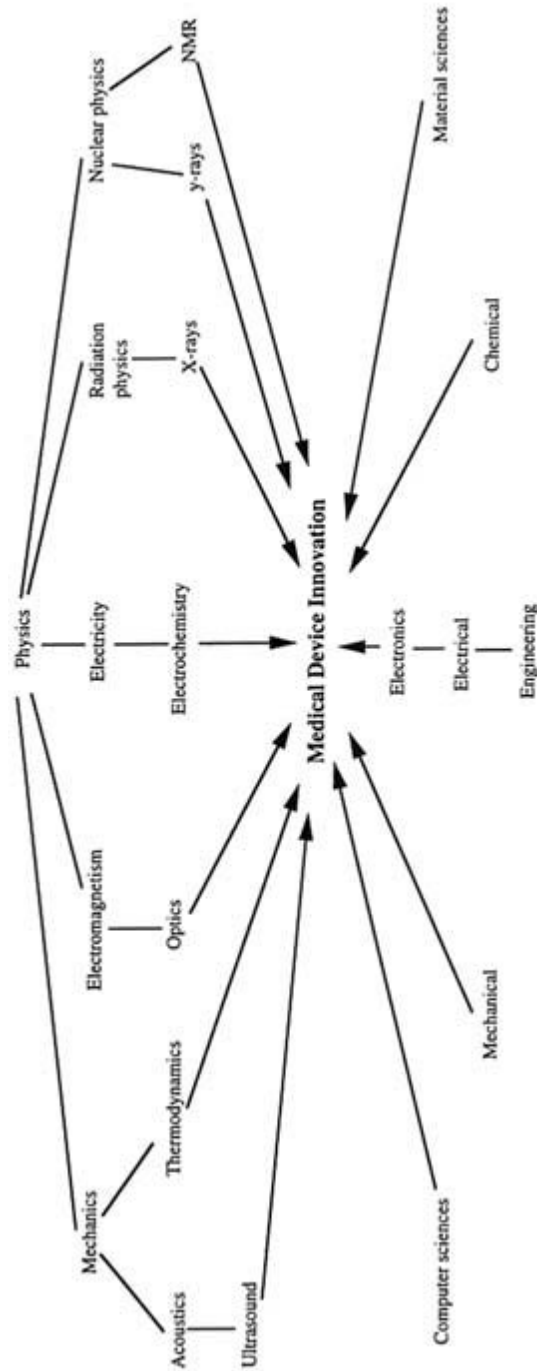 Physics
Mechanics
Electromagnetism
Electricity
Radiation
physics
Nuclear physics
Acoustics
Thermodynamics
Optics
Electrochemistry
X-rays
y-rays
NMR
Ultrasound
Medical Device Innovation
Computer sciences
Mechanical
Electronics
Electrical
Engineering
Chemical
Material sciences